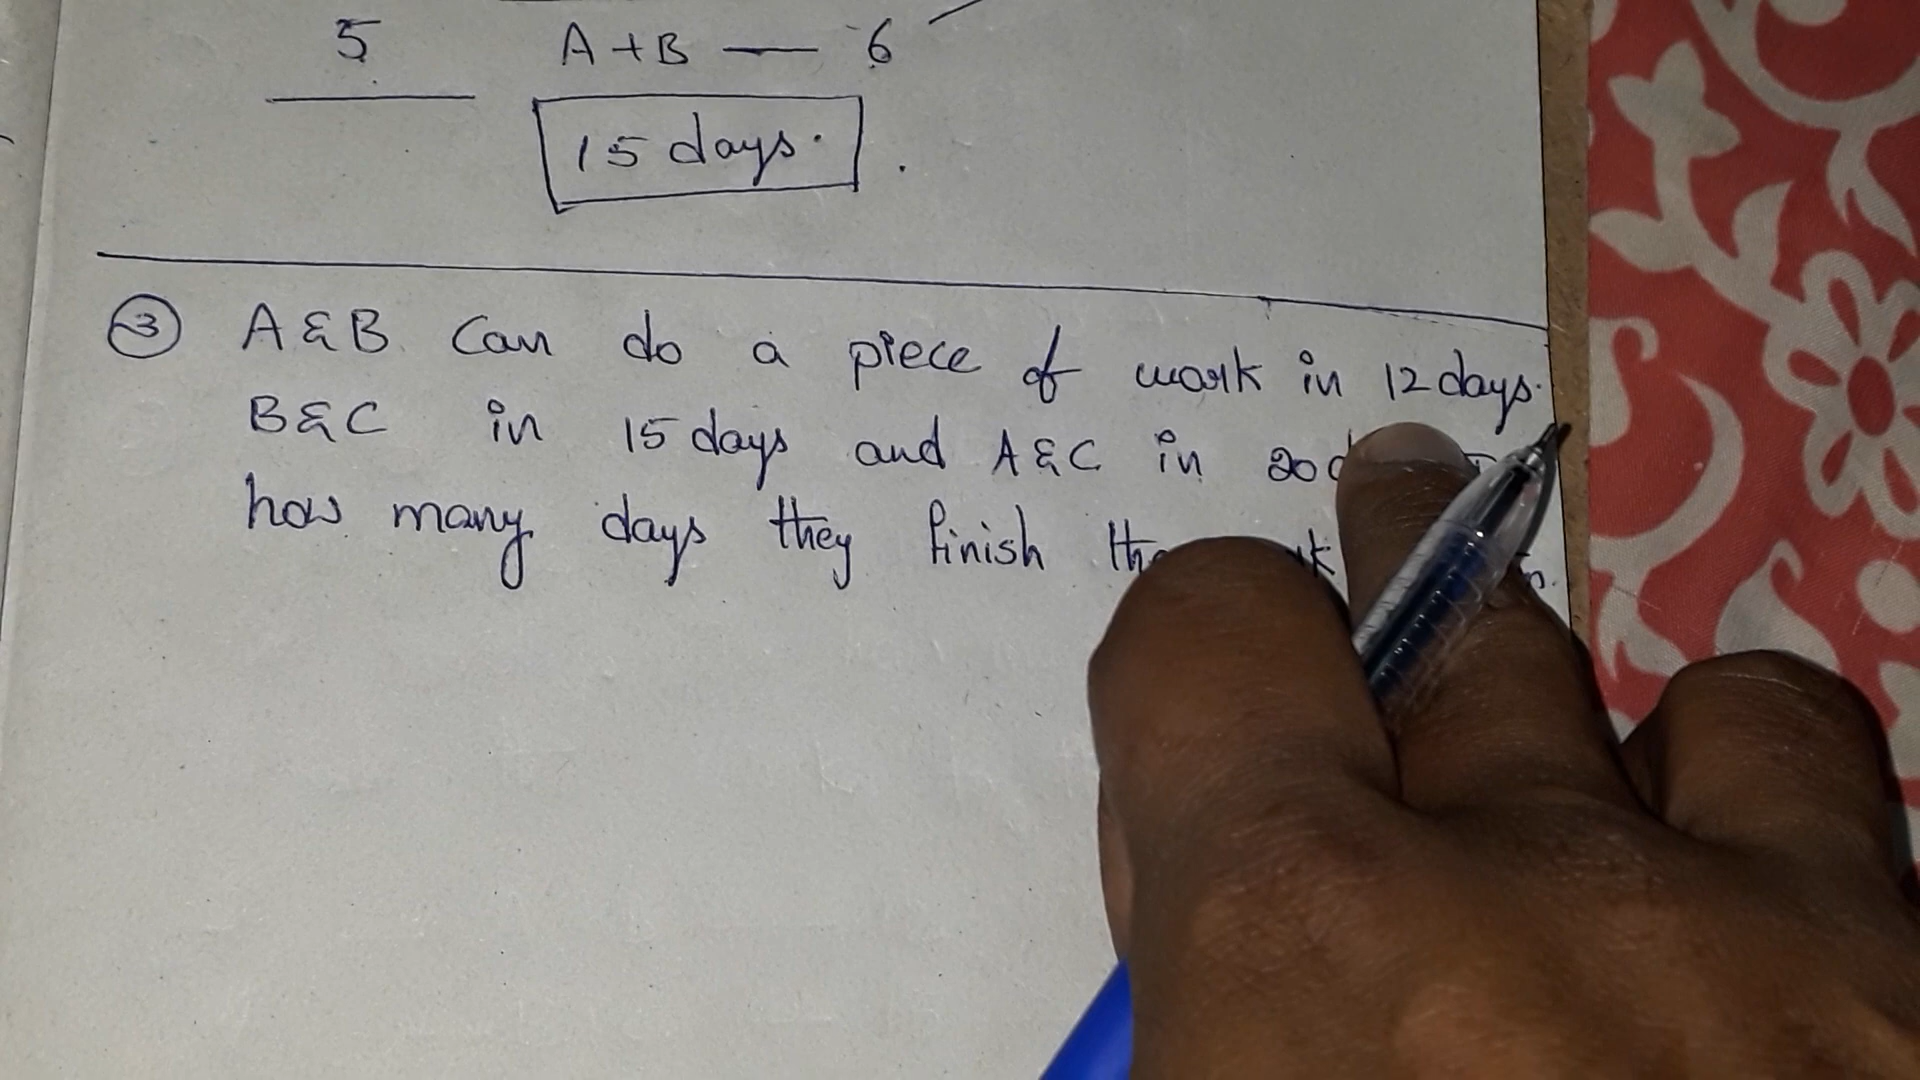 5 A+B — 6
15 days.
3 A & B can do a piece of work in 12 days.
B & C in 15 days and A & C in 20
how many days they finish